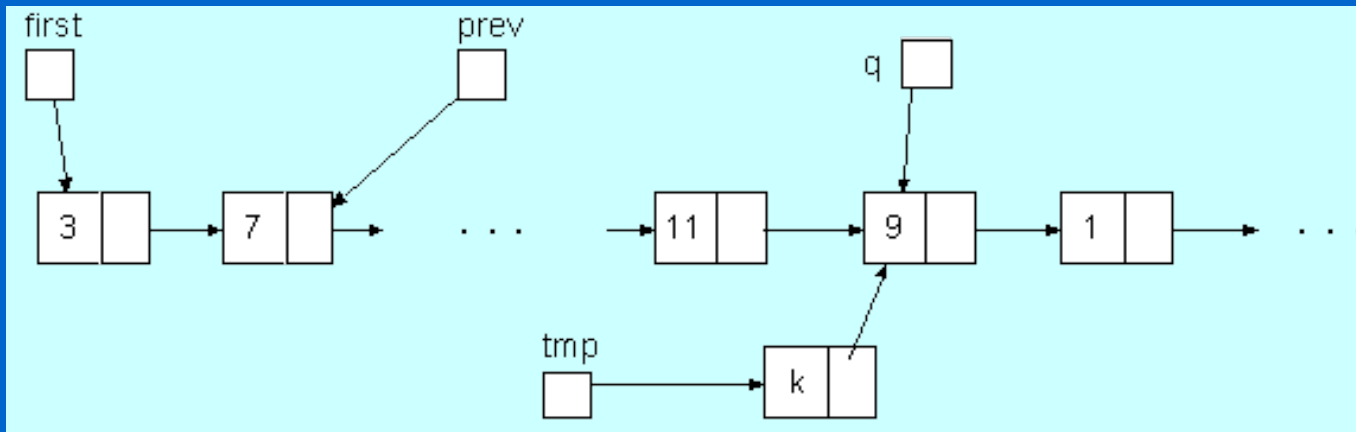 first
prev
q
3 7 . . . 11 9 1 . . .
tmp
k